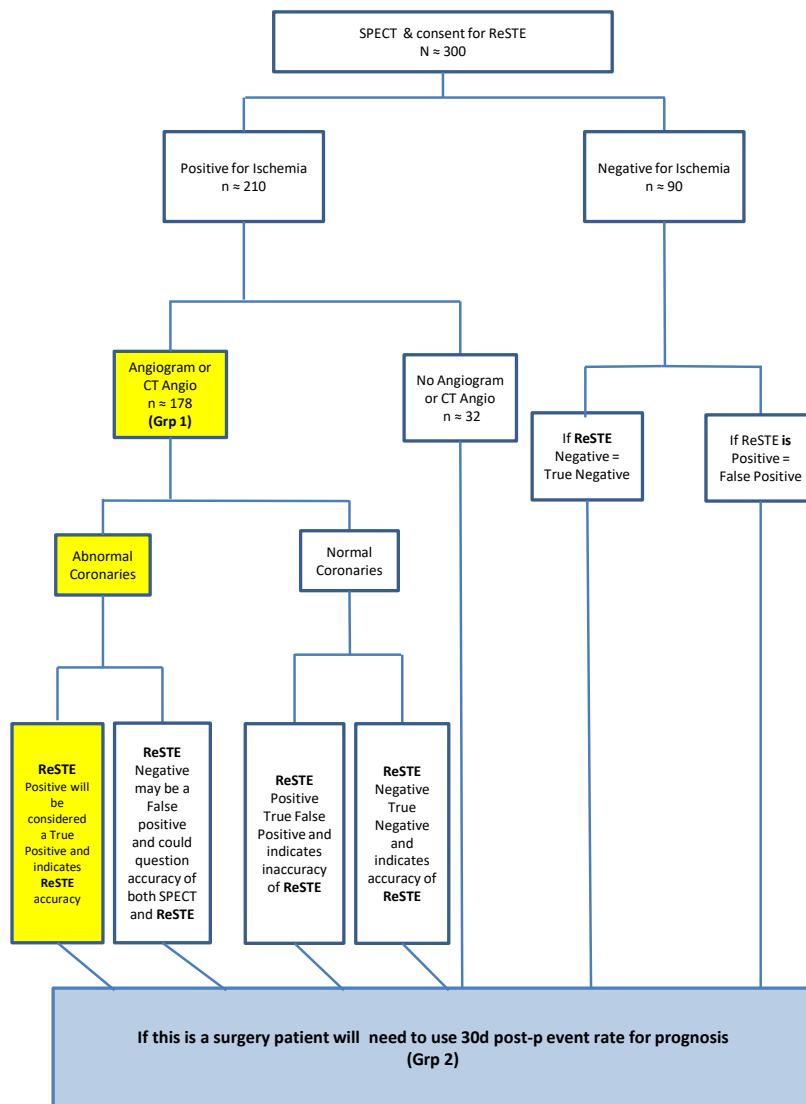 SPECT & consent for ReSTE
N ≈ 300
Positive for Ischemia
n ≈ 210
Negative for Ischemia
n ≈ 90
Angiogram or
CT Angio
n ≈ 178
(Grp 1)
No Angiogram
or CT Angio
n ≈ 32
If ReSTE
Negative =
True Negative
If ReSTE is
Positive =
False Positive
Abnormal
Coronaries
Normal
Coronaries
ReSTE
Positive will
be
considered
a True
Positive and
indicates
ReSTE
accuracy
ReSTE
Negative
may be a
False
positive
and could
question
accuracy of
both SPECT
and ReSTE
ReSTE
Positive
True False
Positive and
indicates
inaccuracy
of ReSTE
ReSTE
Negative
True
Negative
and
indicates
accuracy of
ReSTE
If this is a surgery patient will need to use 30d post-p event rate for prognosis
(Grp 2)